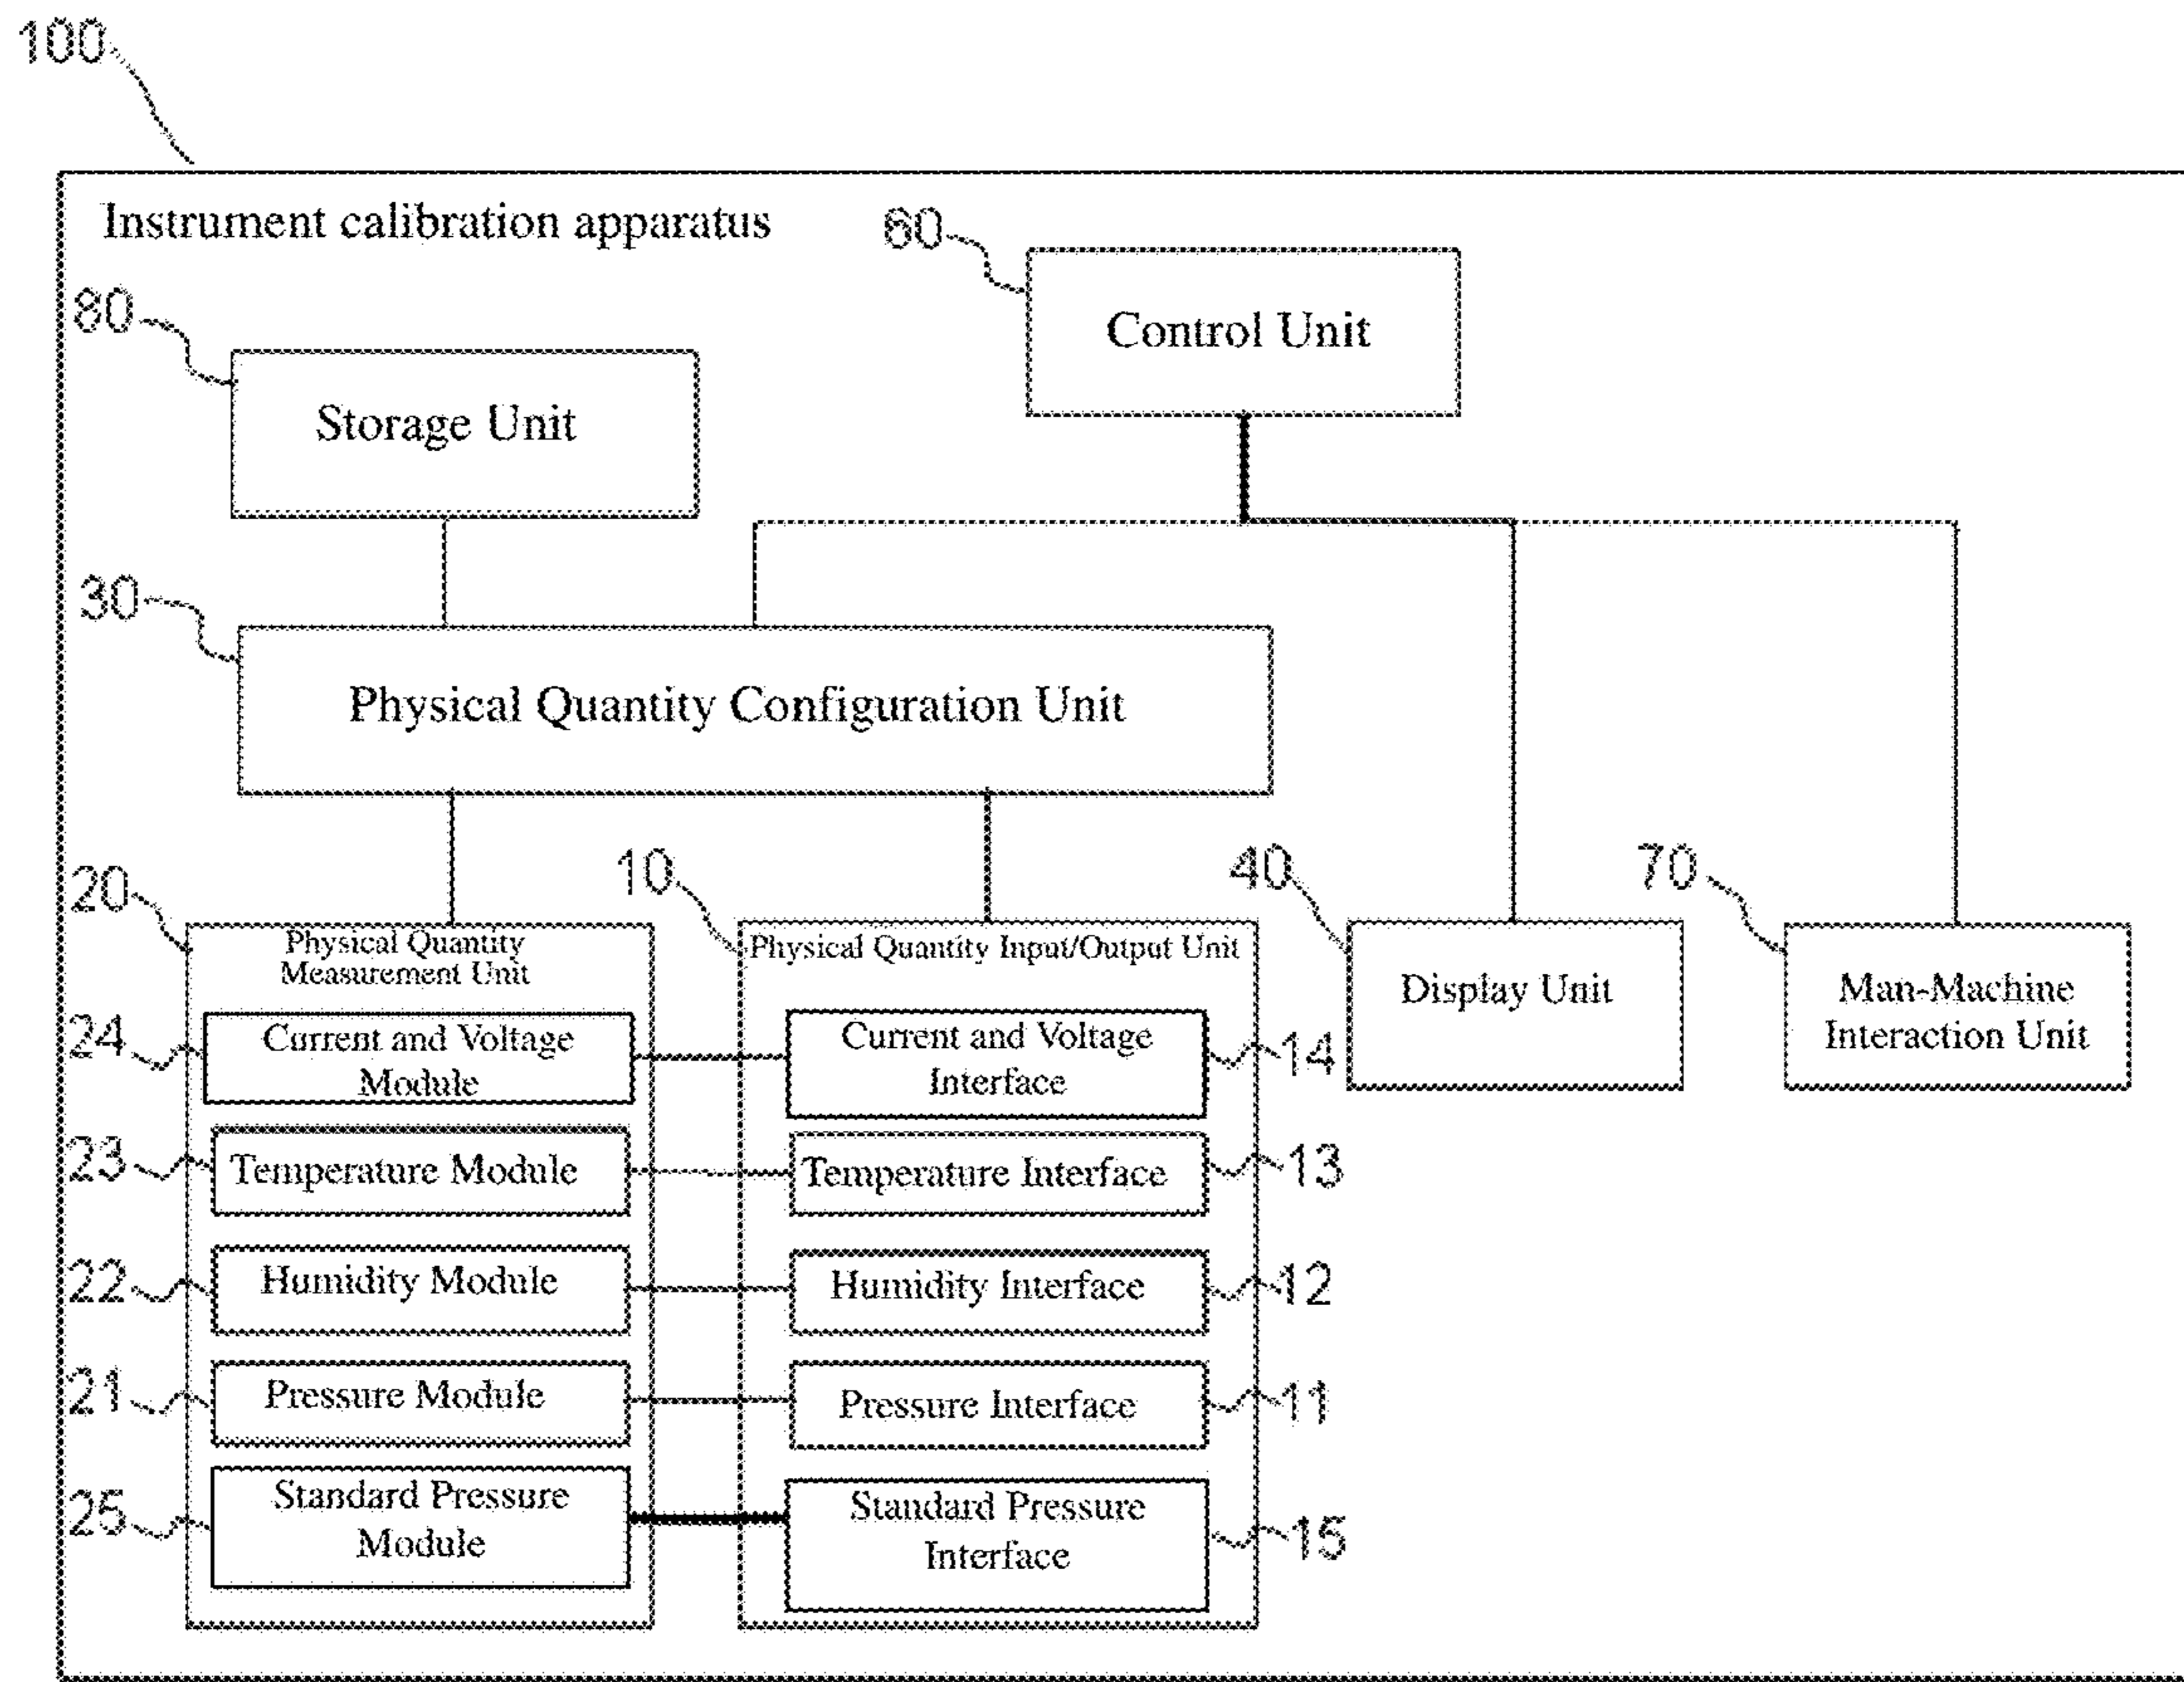 100
Instrument calibration apparatus
60
Control Unit
80
Storage Unit
30
Physical Quantity Configuration Unit
20
Physical Quantity
Measurement Unit
10
Physical Quantity Input/Output Unit
40
Display Unit
70
Man-Machine
Interaction Unit
24
Current and Voltage
Module
Current and Voltage
Interface
14
23
Temperature Module
Temperature Interface
13
22
Humidity Module
Humidity Interface
12
21
Pressure Module
Pressure Interface
11
25
Standard Pressure
Module
Standard Pressure
Interface
15